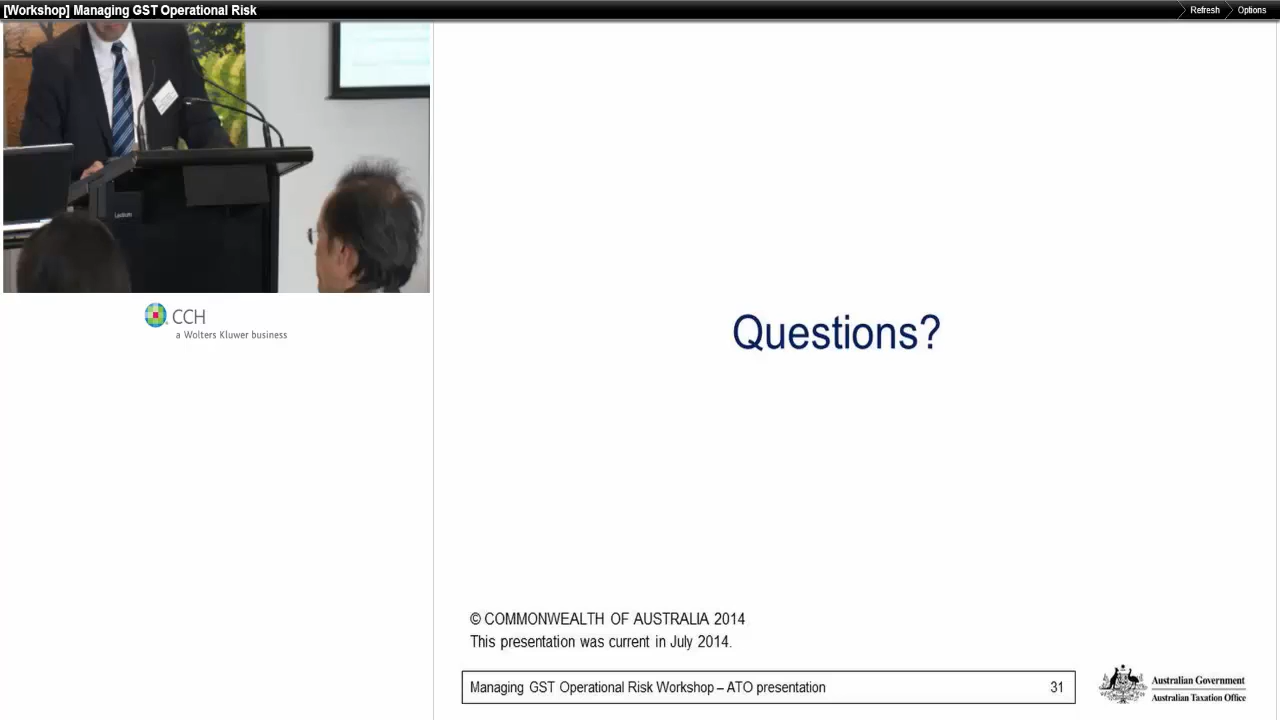 [Workshop] Managing GST Operational Risk
Refresh
Options
CCH
a Wolters Kluwer business
Questions?
© COMMONWEALTH OF AUSTRALIA 2014
This presentation was current in July 2014.
Managing GST Operational Risk Workshop – ATO presentation
31
Australian Government
Australian Taxation Office